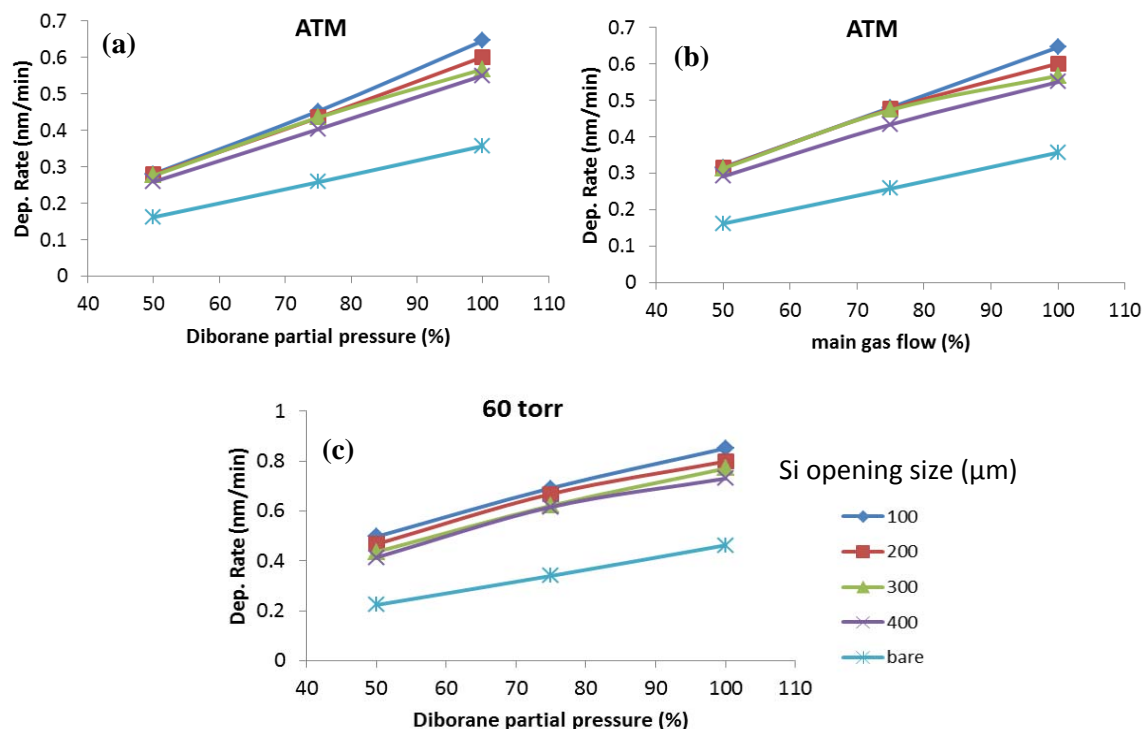 ATM
(a)
Dep. Rate (nm/min)
0.7
0.6
0.5
0.4
0.3
0.2
0.1
0
40 50 60 70 80 90 100 110
Diborane partial pressure (%)
ATM
(b)
Dep. Rate (nm/min)
0.7
0.6
0.5
0.4
0.3
0.2
0.1
0
40 50 60 70 80 90 100 110
main gas flow (%)
60 torr
(c)
Dep. Rate (nm/min)
1
0.8
0.6
0.4
0.2
0
40 50 60 70 80 90 100 110
Diborane partial pressure (%)
Si opening size (μm)
100
200
300
400
bare